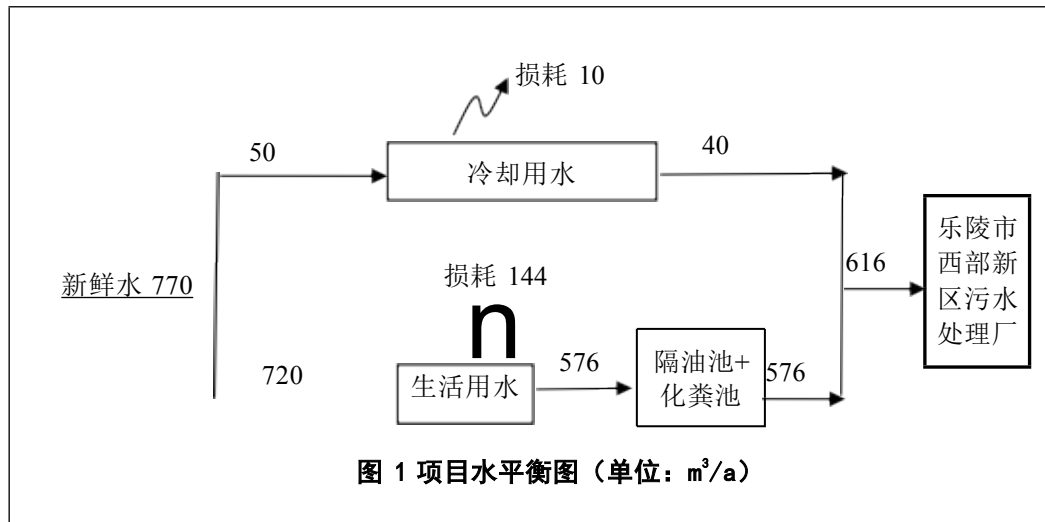 损耗 10
50
冷却用水
40
新鲜水 770
损耗 144
n
720
生活用水
576
隔油池+
化粪池
576
616
乐陵市
西部新
区污水
处理厂
图 1 项目水平衡图（单位：m³/a）